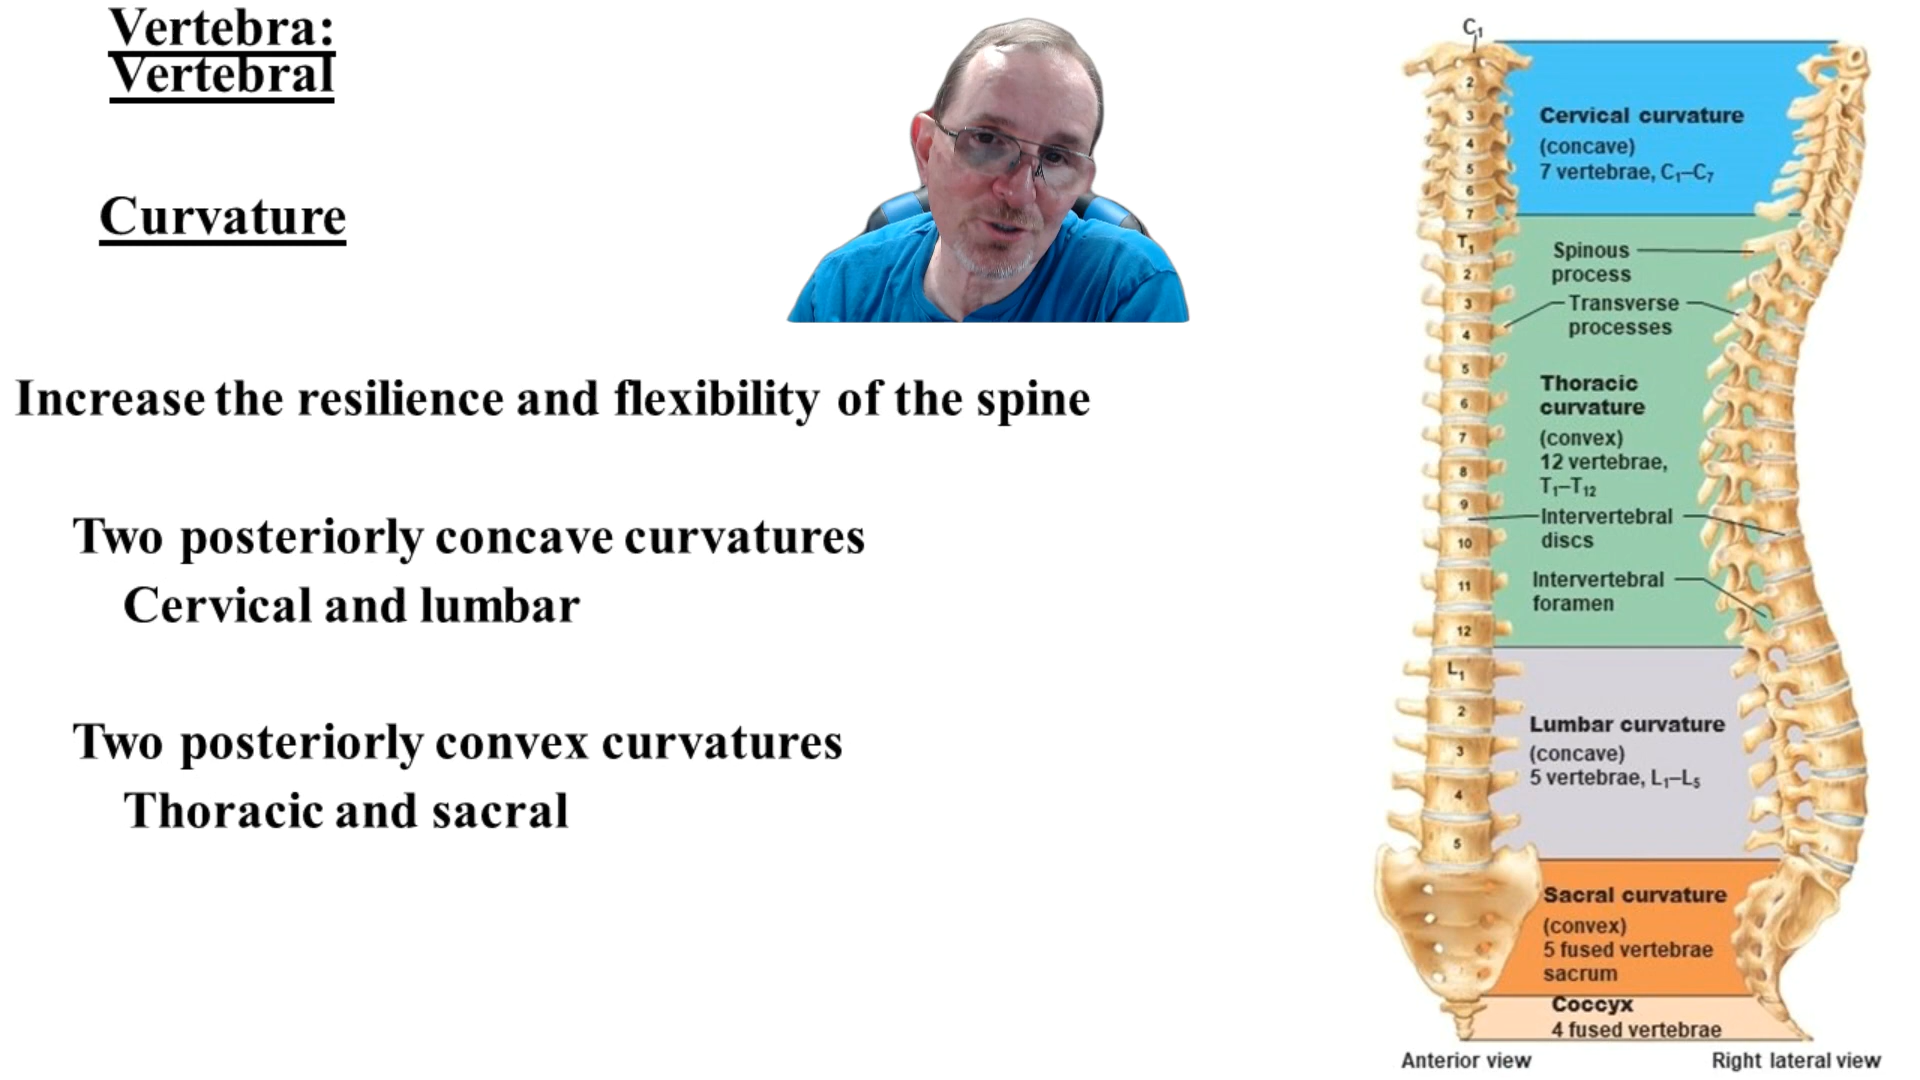 Vertebra:
Vertebral
Curvature
Increase the resilience and flexibility of the spine
Two posteriorly concave curvatures
Cervical and lumbar
Two posteriorly convex curvatures
Thoracic and sacral
C₁
2
3
4
5
6
7
T₁
2
3
4
5
6
7
8
9
10
11
12
L₁
2
3
4
5
Cervical curvature
(concave)
7 vertebrae, C₁–C₇
Spinous
process
Transverse
processes
Thoracic
curvature
(convex)
12 vertebrae,
T₁–T₁₂
Intervertebral
discs
Intervertebral
foramen
Lumbar curvature
(concave)
5 vertebrae, L₁–L₅
Sacral curvature
(convex)
5 fused vertebrae
sacrum
Coccyx
4 fused vertebrae
Anterior view
Right lateral view